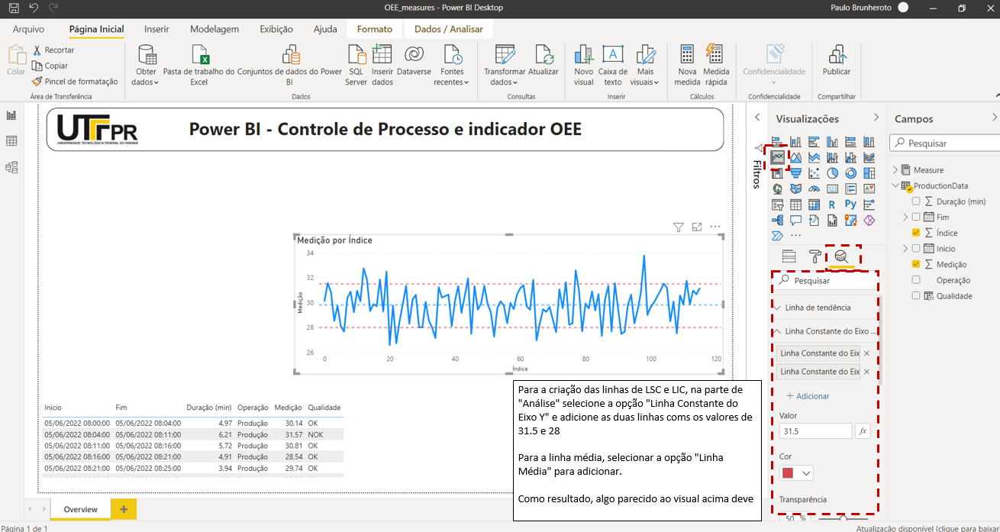 OEE_measures - Power BI Desktop
Paulo Brunheroto
Arquivo
Página Inicial
Inserir
Modelagem
Exibição
Ajuda
Formato
Dados / Analisar
Colar
Recortar
Copiar
Pincel de formatação
Área de Transferência
Obter dados
Pasta de trabalho do Excel
Conjuntos de dados do Power BI
SQL Server
Inserir dados
Dataverse
Fontes recentes
Dados
Transformar dados
Atualizar
Consultas
Novo visual
Caixa de texto
Mais visuais
Inserir
Nova medida
Medida rápida
Cálculos
Confidencialidade
Confidencialidade
Publicar
Compartilhar
UTFPR
UNIVERSIDADE TECNOLÓGICA FEDERAL DO PARANÁ
Power BI - Controle de Processo e indicador OEE
Medição por Índice
34
32
30
28
26
Medição
0 20 40 60 80 100 120
Índice
Inicio Fim Duração (min) Operação Medição Qualidade
05/06/2022 08:00:00 05/06/2022 08:04:00 4,97 Produção 30,14 OK
05/06/2022 08:04:00 05/06/2022 08:11:00 6,21 Produção 31,57 NOK
05/06/2022 08:11:00 05/06/2022 08:16:00 5,72 Produção 30,81 OK
05/06/2022 08:16:00 05/06/2022 08:21:00 4,91 Produção 28,54 OK
05/06/2022 08:21:00 05/06/2022 08:25:00 3,94 Produção 29,74 OK
Para a criação das linhas de LSC e LIC, na parte de
"Análise" selecione a opção "Linha Constante do
Eixo Y" e adicione as duas linhas coms os valores de
31.5 e 28
Para a linha média, selecionar a opção "Linha
Média" para adicionar.
Como resultado, algo parecido ao visual acima deve
Filtros
Visualizações
123
R
Py
Pesquisar
Linha de tendência
Linha Constante do Eixo ...
Linha Constante do Eix
Linha Constante do Eix
Adicionar
Valor
31.5
fx
Cor
Transparência
50 %
Campos
Pesquisar
Measure
ProductionData
Duração (min)
Fim
Índice
Inicio
Medição
Operação
Qualidade
Overview
Página 1 de 1
Atualização disponível (clique para baixar